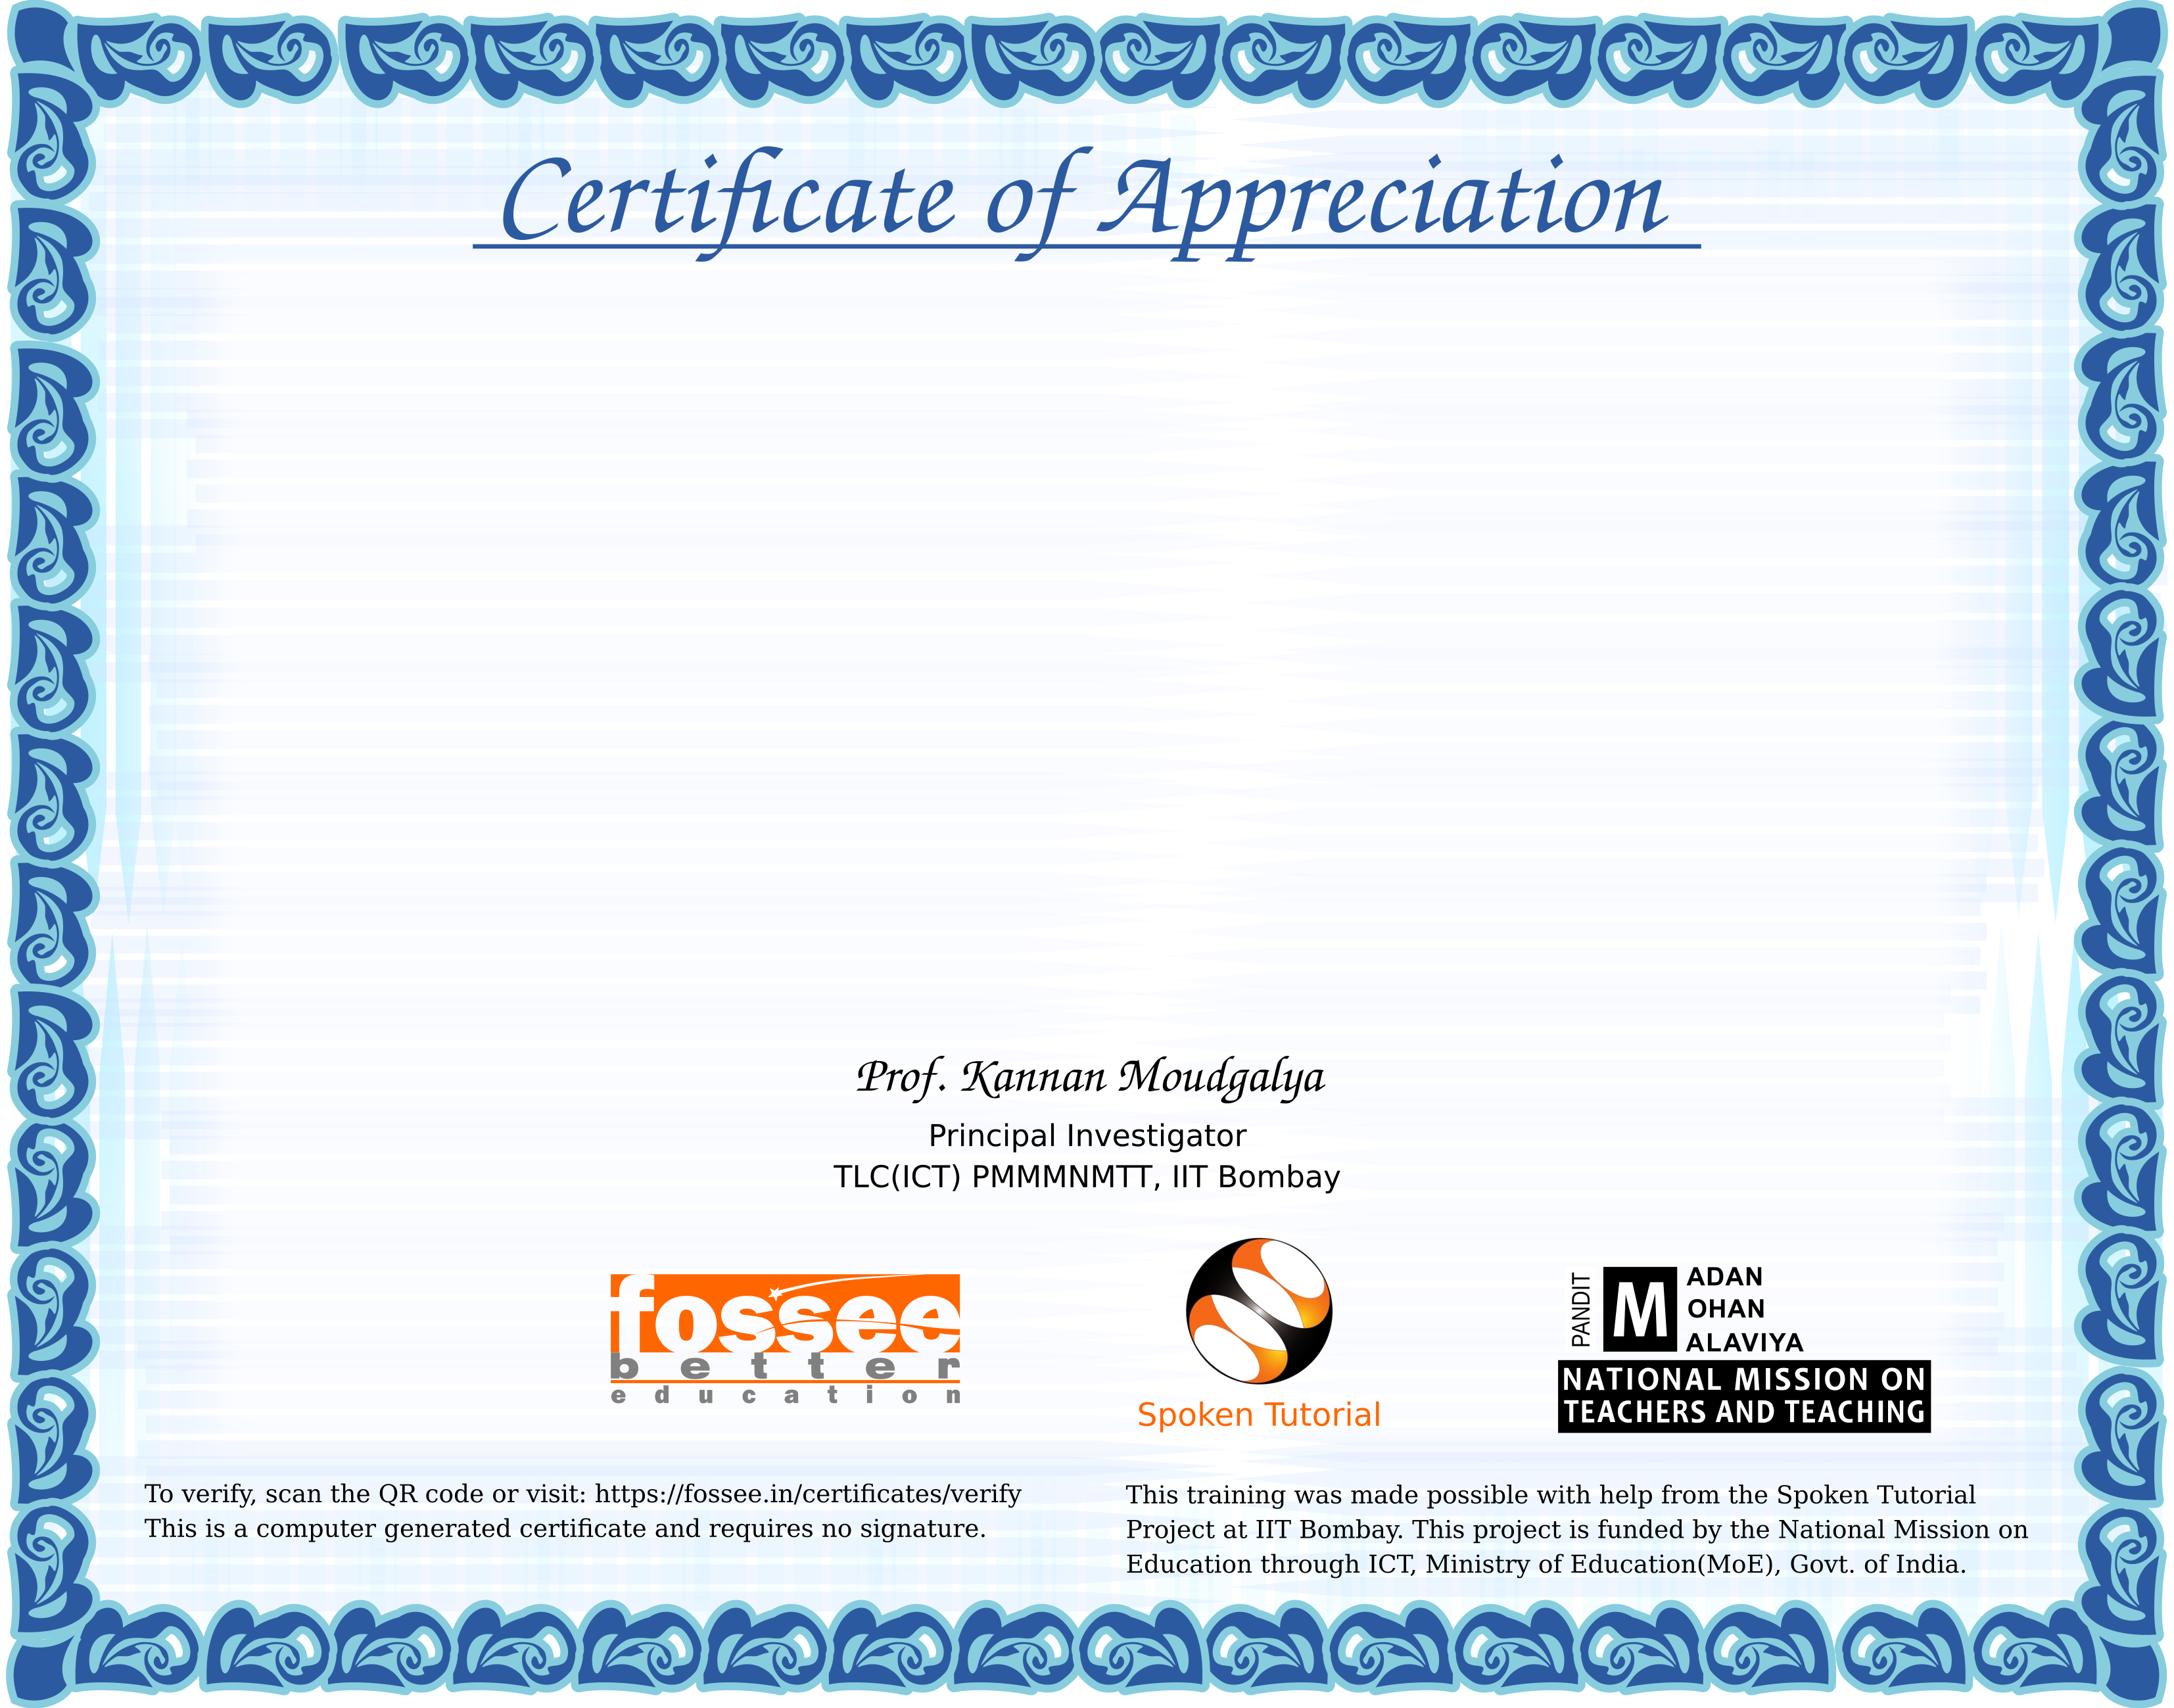 Certificate of Appreciation
Prof. Kannan Moudgalya
Principal Investigator
TLC(ICT) PMMMNMTT, IIT Bombay
fossee
better
education
Spoken Tutorial
PANDIT
M
ADAN
OHAN
ALAVIYA
NATIONAL MISSION ON
TEACHERS AND TEACHING
To verify, scan the QR code or visit: https://fossee.in/certificates/verify
This is a computer generated certificate and requires no signature.
This training was made possible with help from the Spoken Tutorial
Project at IIT Bombay. This project is funded by the National Mission on
Education through ICT, Ministry of Education(MoE), Govt. of India.